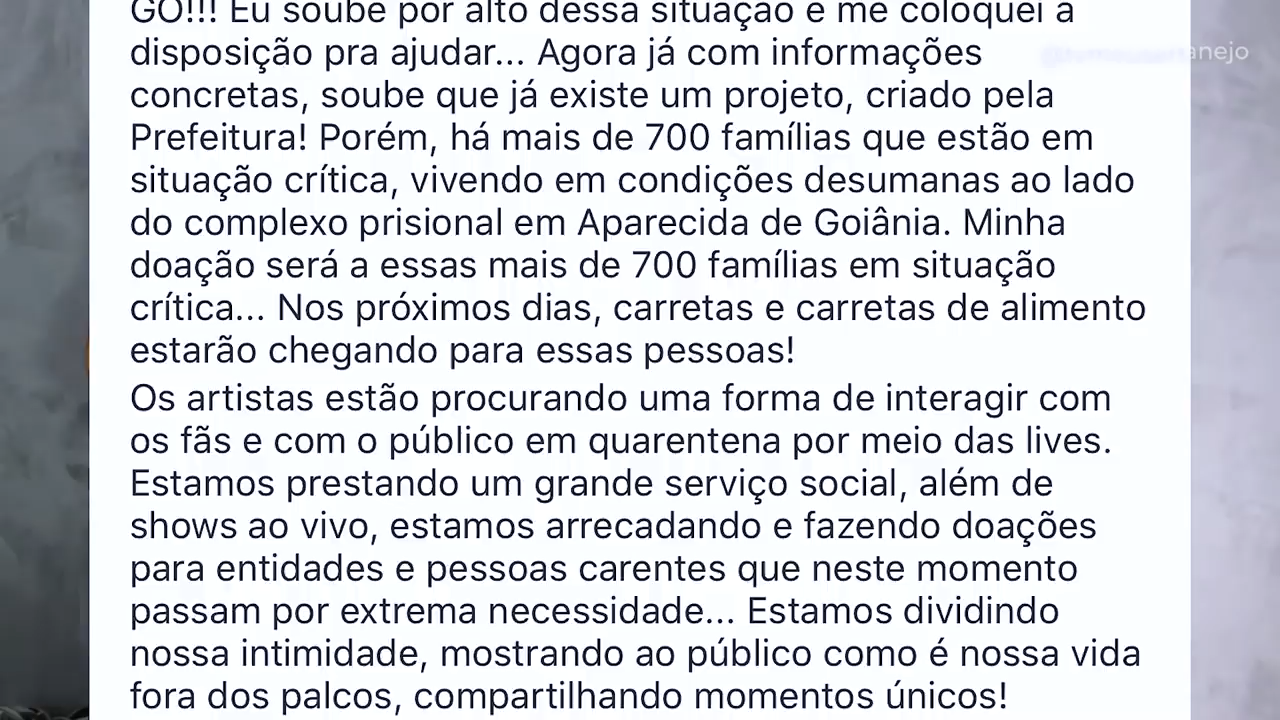 GO!!! Eu soube por alto dessa situação e me coloquei a
disposição pra ajudar... Agora já com informações
concretas, soube que já existe um projeto, criado pela
Prefeitura! Porém, há mais de 700 famílias que estão em
situação crítica, vivendo em condições desumanas ao lado
do complexo prisional em Aparecida de Goiânia. Minha
doação será a essas mais de 700 famílias em situação
crítica... Nos próximos dias, carretas e carretas de alimento
estarão chegando para essas pessoas!
Os artistas estão procurando uma forma de interagir com
os fãs e com o público em quarentena por meio das lives.
Estamos prestando um grande serviço social, além de
shows ao vivo, estamos arrecadando e fazendo doações
para entidades e pessoas carentes que neste momento
passam por extrema necessidade... Estamos dividindo
nossa intimidade, mostrando ao público como é nossa vida
fora dos palcos, compartilhando momentos únicos!